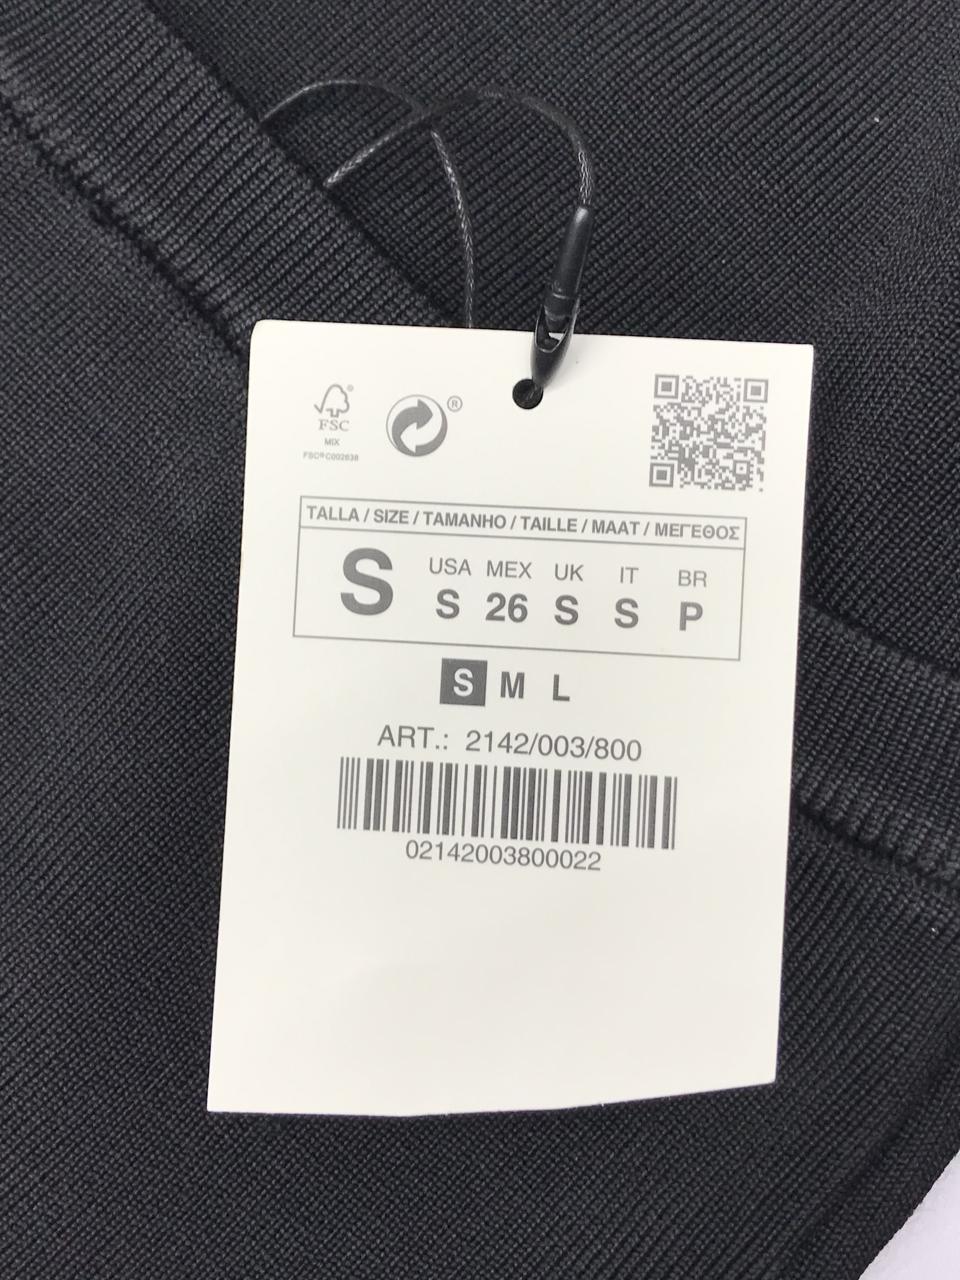 FSC®
MIX
FSC® C002638
®
TALLA / SIZE / TAMANHO / TAILLE / MAAT / ΜΕΓΕΘΟΣ
S
USA MEX UK IT BR
S 26 S S P
S M L
ART.: 2142/003/800
02142003800022